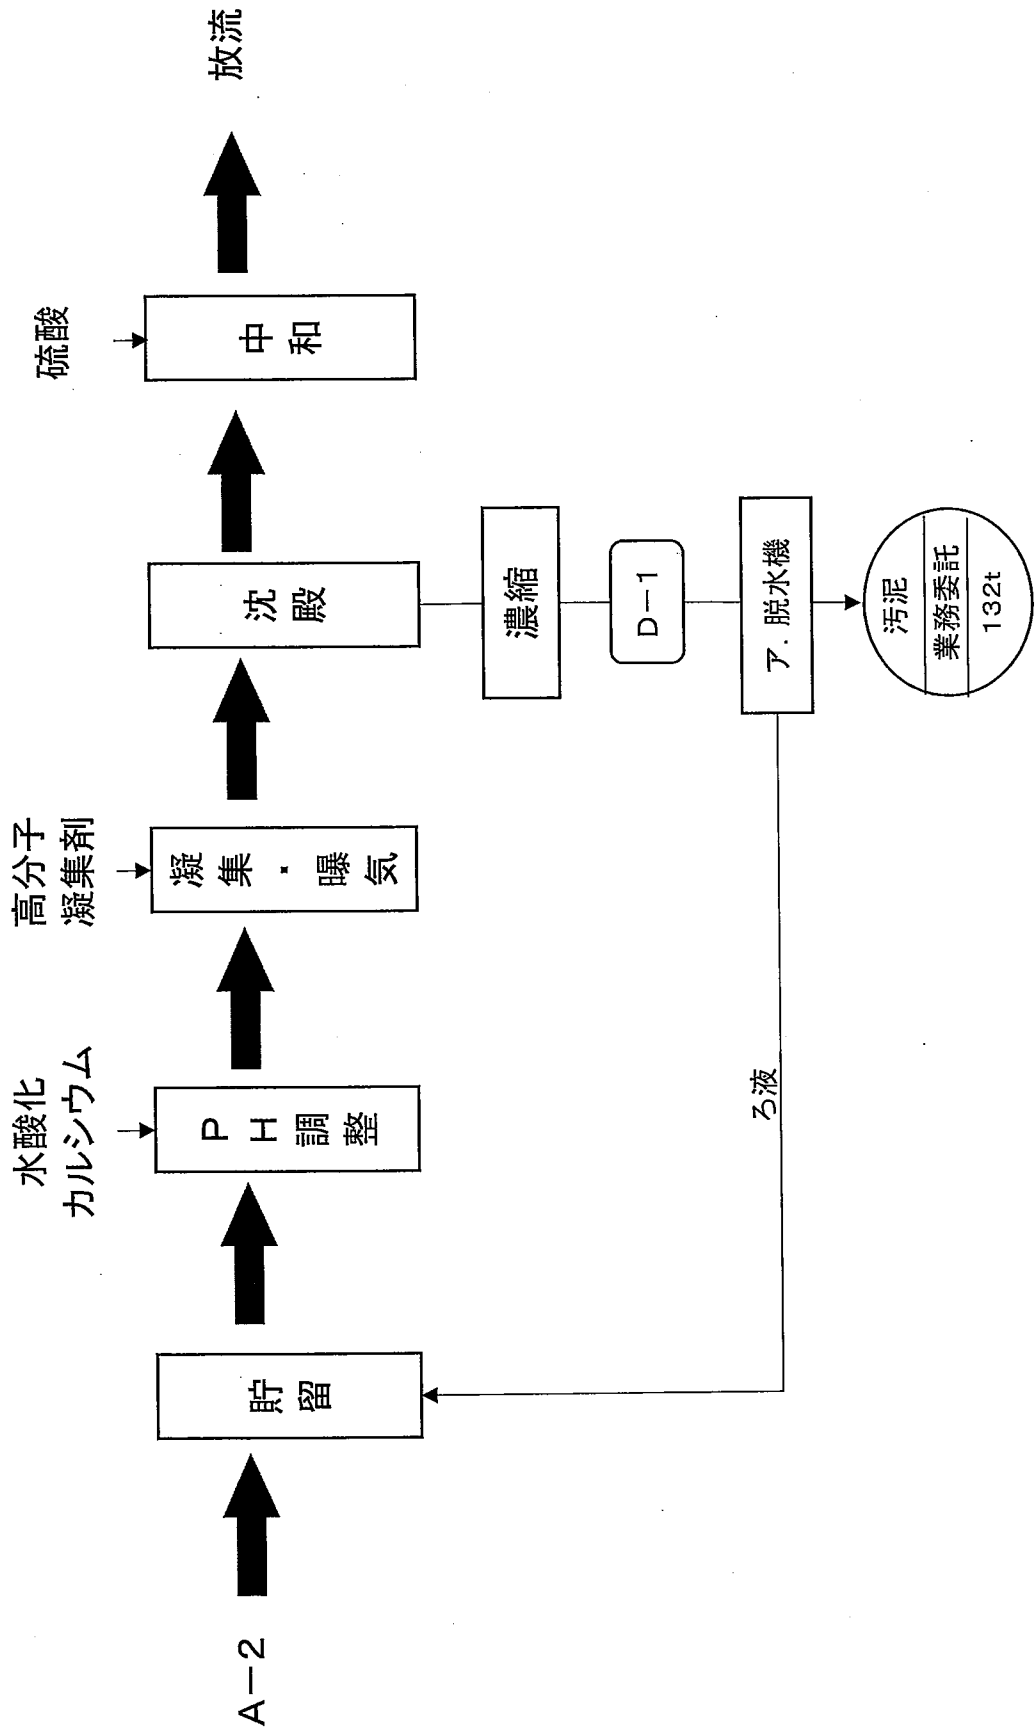 A－2
貯留
水酸化
カルシウム
PH調整
高分子
凝集剤
凝集・曝気
沈殿
硫酸
中和
放流
濃縮
D－1
ア．脱水機
ろ液
汚泥
業務委託
132t